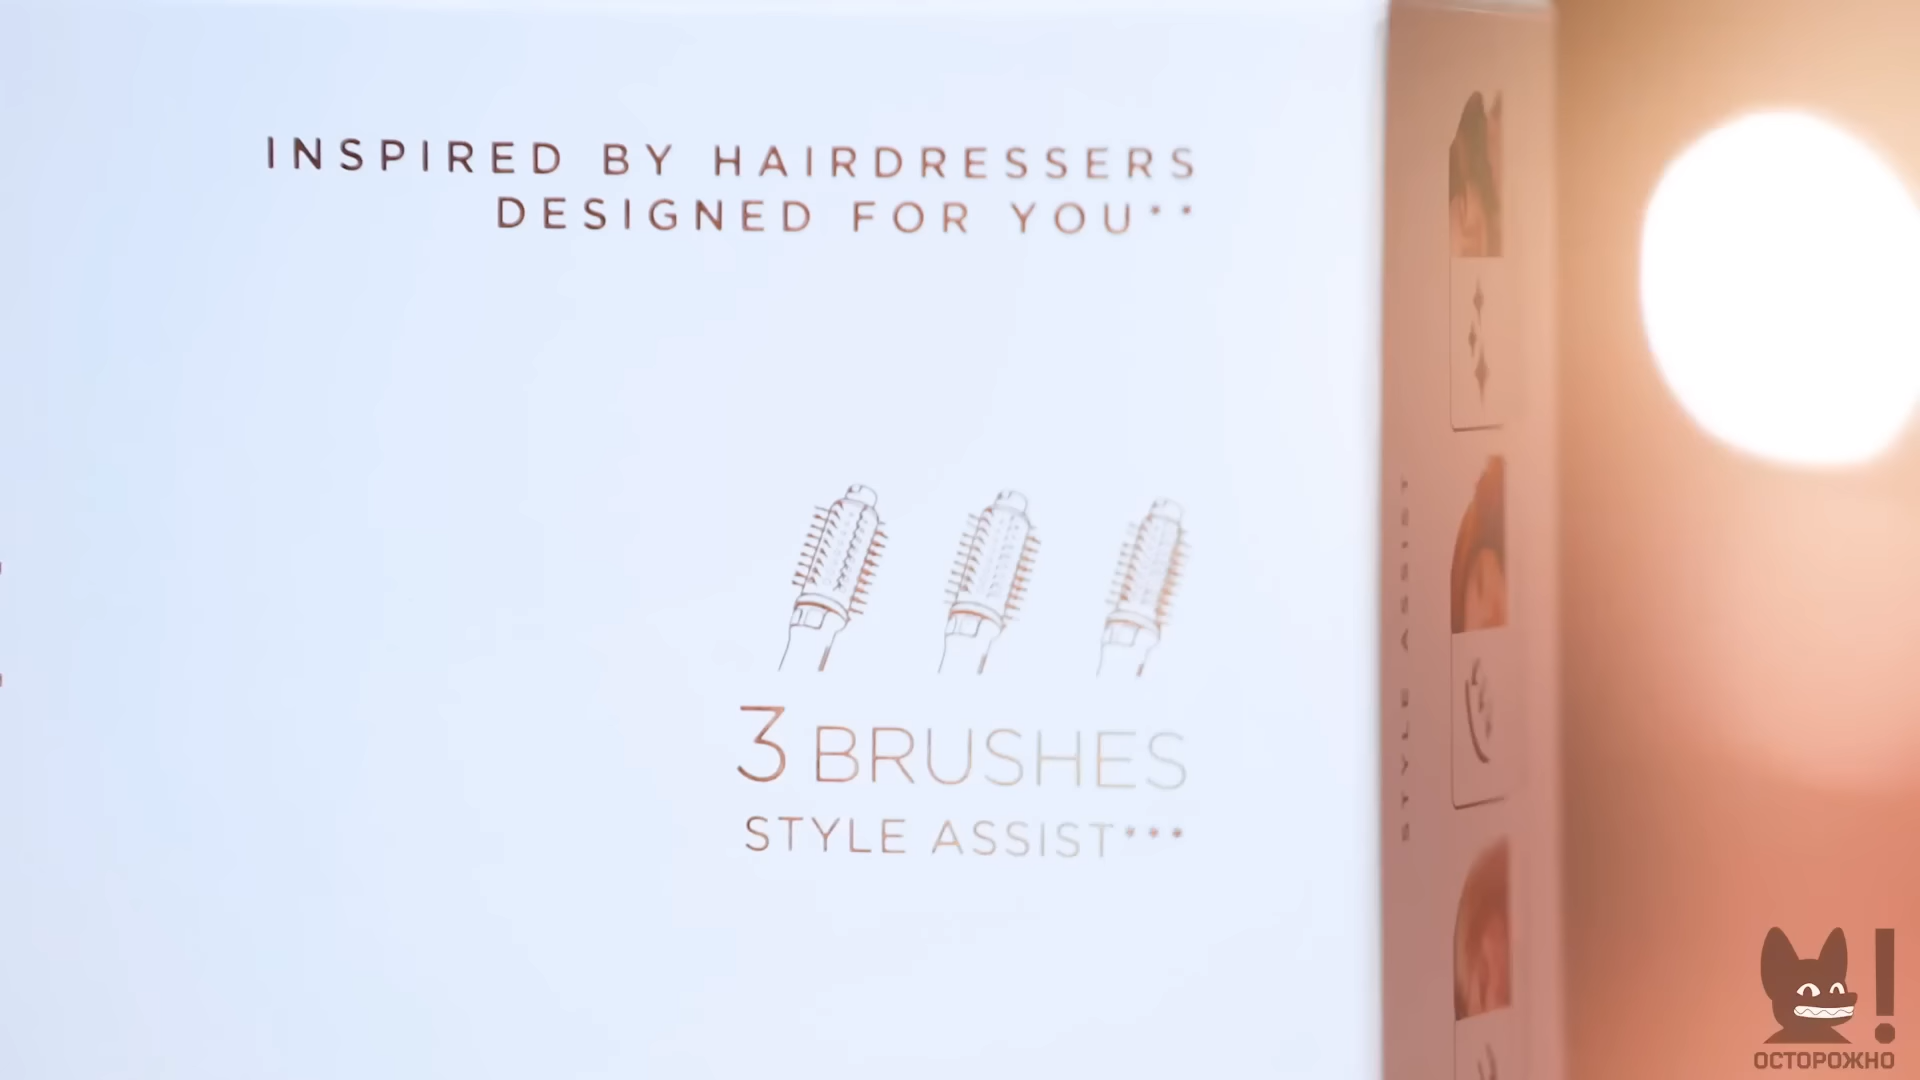 INSPIRED BY HAIRDRESSERS
DESIGNED FOR YOU**
3 BRUSHES
STYLE ASSIST***
STYLE ASSIST
ОСТОРОЖНО!